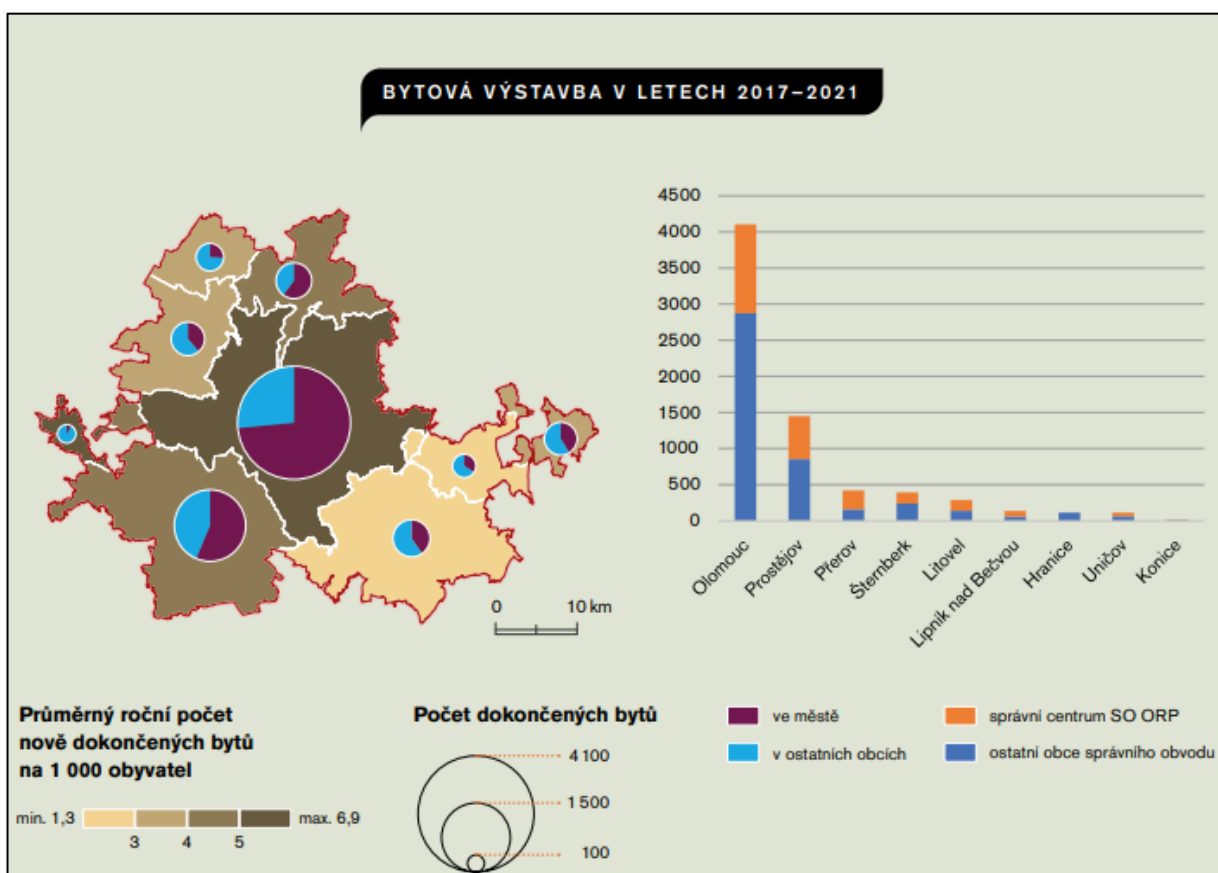 BYTOVÁ VÝSTAVBA V LETECH 2017–2021
4500
4000
3500
3000
2500
2000
1500
1000
500
0
Olomouc
Prostějov
Přerov
Šternberk
Litovel
Lipník nad Bečvou
Hranice
Uničov
Konice
0 10 km
Průměrný roční počet
nově dokončených bytů
na 1 000 obyvatel
min. 1,3
max. 6,9
3 4 5
Počet dokončených bytů
4 100
1 500
100
ve městě
v ostatních obcích
správní centrum SO ORP
ostatní obce správního obvodu